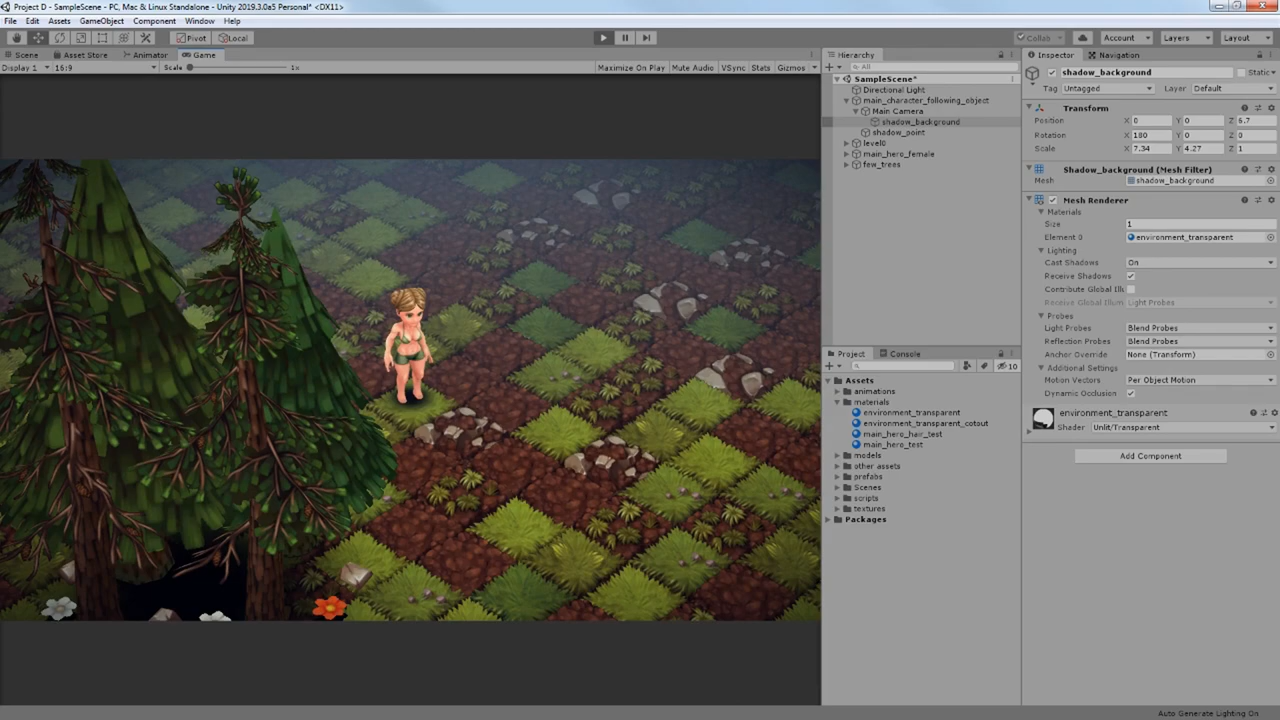 Project D - SampleScene - PC, Mac & Linux Standalone - Unity 2019.3.0a5 Personal* <DX11>
File Edit Assets GameObject Component Window Help
Pivot Local Collab Account Layers Layout
Scene Asset Store Animator Game
Display 1 16:9 Scale 1x Maximize On Play Mute Audio VSync Stats Gizmos
Hierarchy
All
SampleScene*
Directional Light
main_character_following_object
Main Camera
shadow_background
shadow_point
level0
main_hero_female
few_trees
Project Console
10
Assets
animations
materials
environment_transparent
environment_transparent_cotout
main_hero_hair_test
main_hero_test
models
other assets
prefabs
Scenes
scripts
textures
Packages
Inspector Navigation
shadow_background Static
Tag Untagged Layer Default
Transform
Position X 0 Y 0 Z 6.7
Rotation X 180 Y 0 Z 0
Scale X 7.34 Y 4.27 Z 1
Shadow_background (Mesh Filter)
Mesh shadow_background
Mesh Renderer
Materials
Size 1
Element 0 environment_transparent
Lighting
Cast Shadows On
Receive Shadows
Contribute Global Illu
Receive Global Illum Light Probes
Probes
Light Probes Blend Probes
Reflection Probes Blend Probes
Anchor Override None (Transform)
Additional Settings
Motion Vectors Per Object Motion
Dynamic Occlusion
environment_transparent
Shader Unlit/Transparent
Add Component
Auto Generate Lighting On